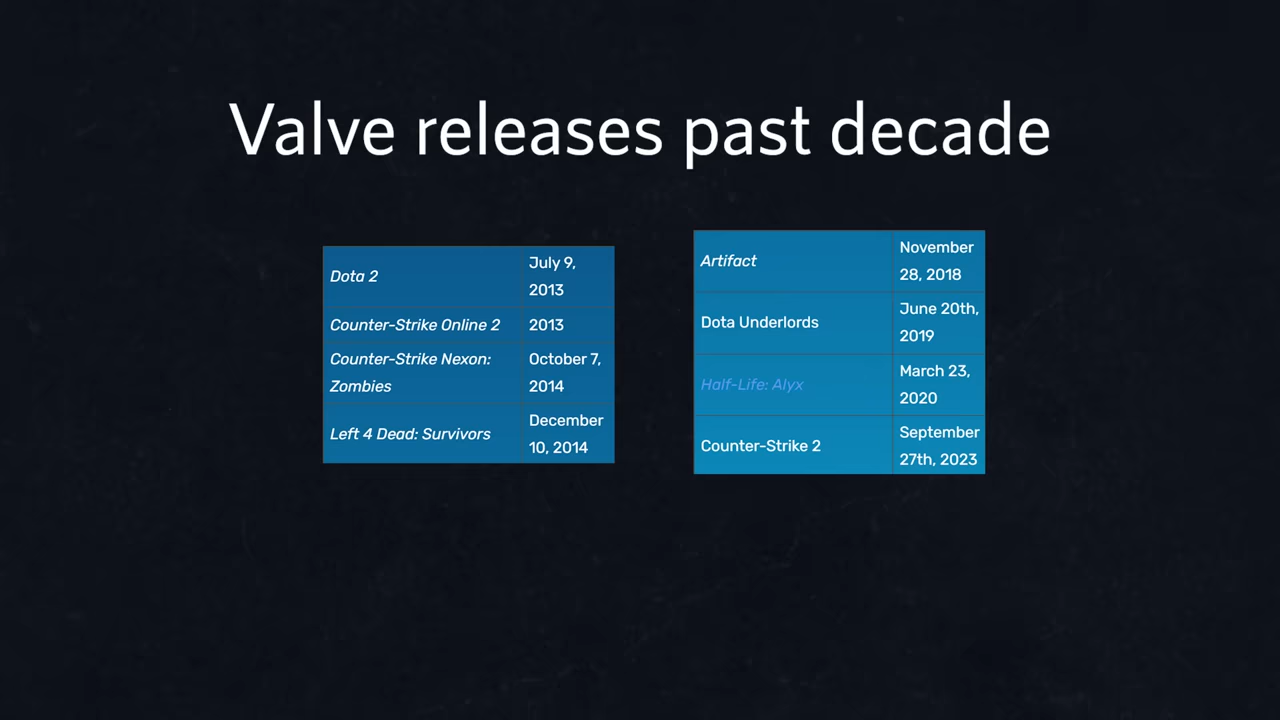 Valve releases past decade
Dota 2
July 9,
2013
Counter-Strike Online 2
2013
Counter-Strike Nexon:
Zombies
October 7,
2014
Left 4 Dead: Survivors
December
10, 2014
Artifact
November
28, 2018
Dota Underlords
June 20th,
2019
Half-Life: Alyx
March 23,
2020
Counter-Strike 2
September
27th, 2023